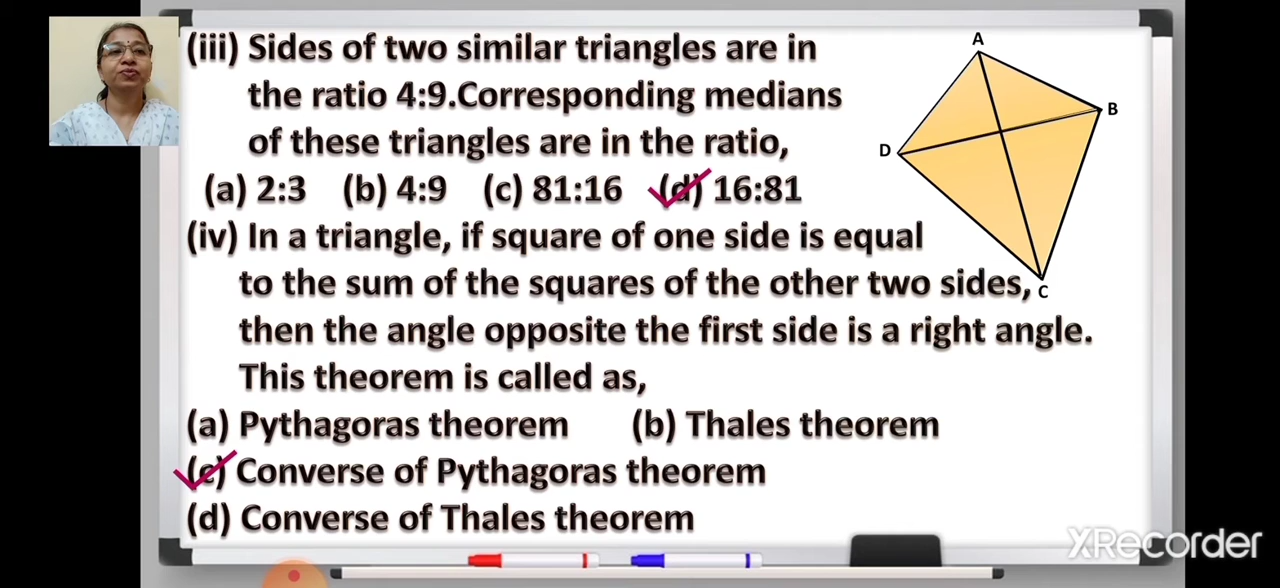 (iii) Sides of two similar triangles are in
the ratio 4:9.Corresponding medians
of these triangles are in the ratio,
(a) 2:3 (b) 4:9 (c) 81:16 (d) 16:81
(iv) In a triangle, if square of one side is equal
to the sum of the squares of the other two sides,
then the angle opposite the first side is a right angle.
This theorem is called as,
(a) Pythagoras theorem (b) Thales theorem
(c) Converse of Pythagoras theorem
(d) Converse of Thales theorem
A
B
D
C
XRecorder